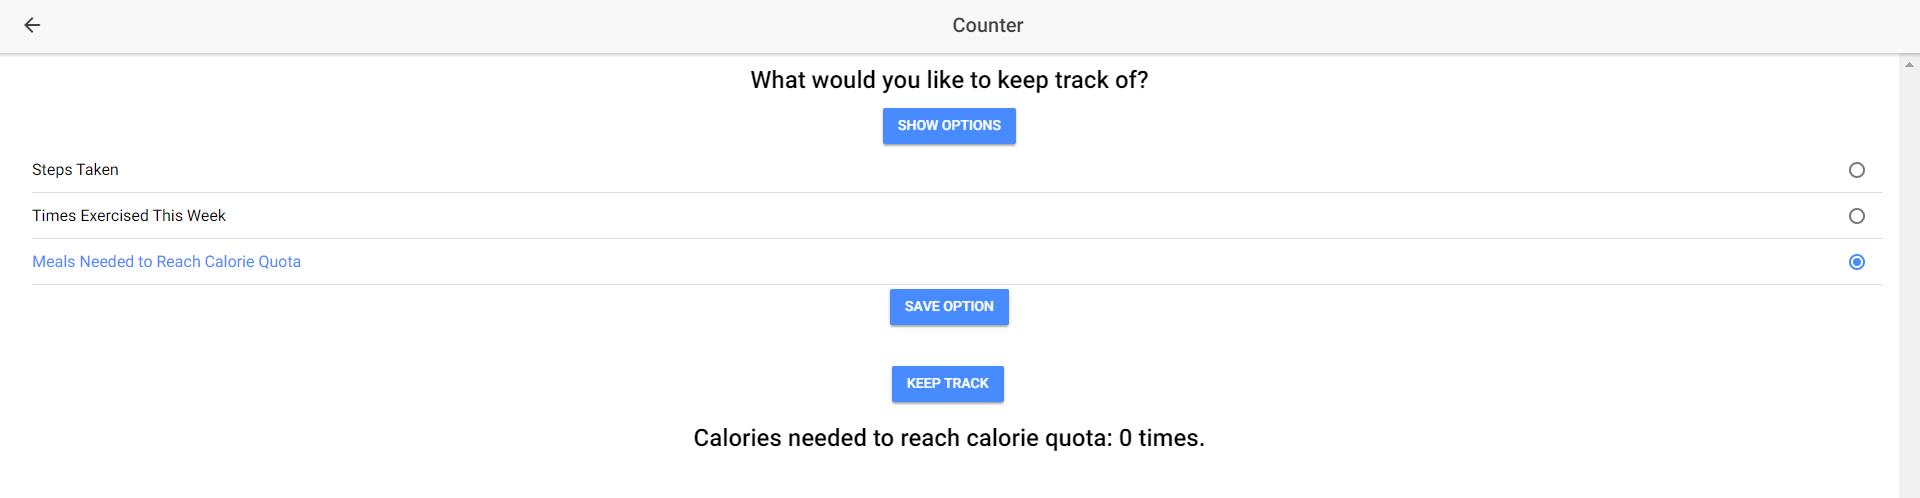 Counter
What would you like to keep track of?
SHOW OPTIONS
Steps Taken
Times Exercised This Week
Meals Needed to Reach Calorie Quota
SAVE OPTION
KEEP TRACK
Calories needed to reach calorie quota: 0 times.